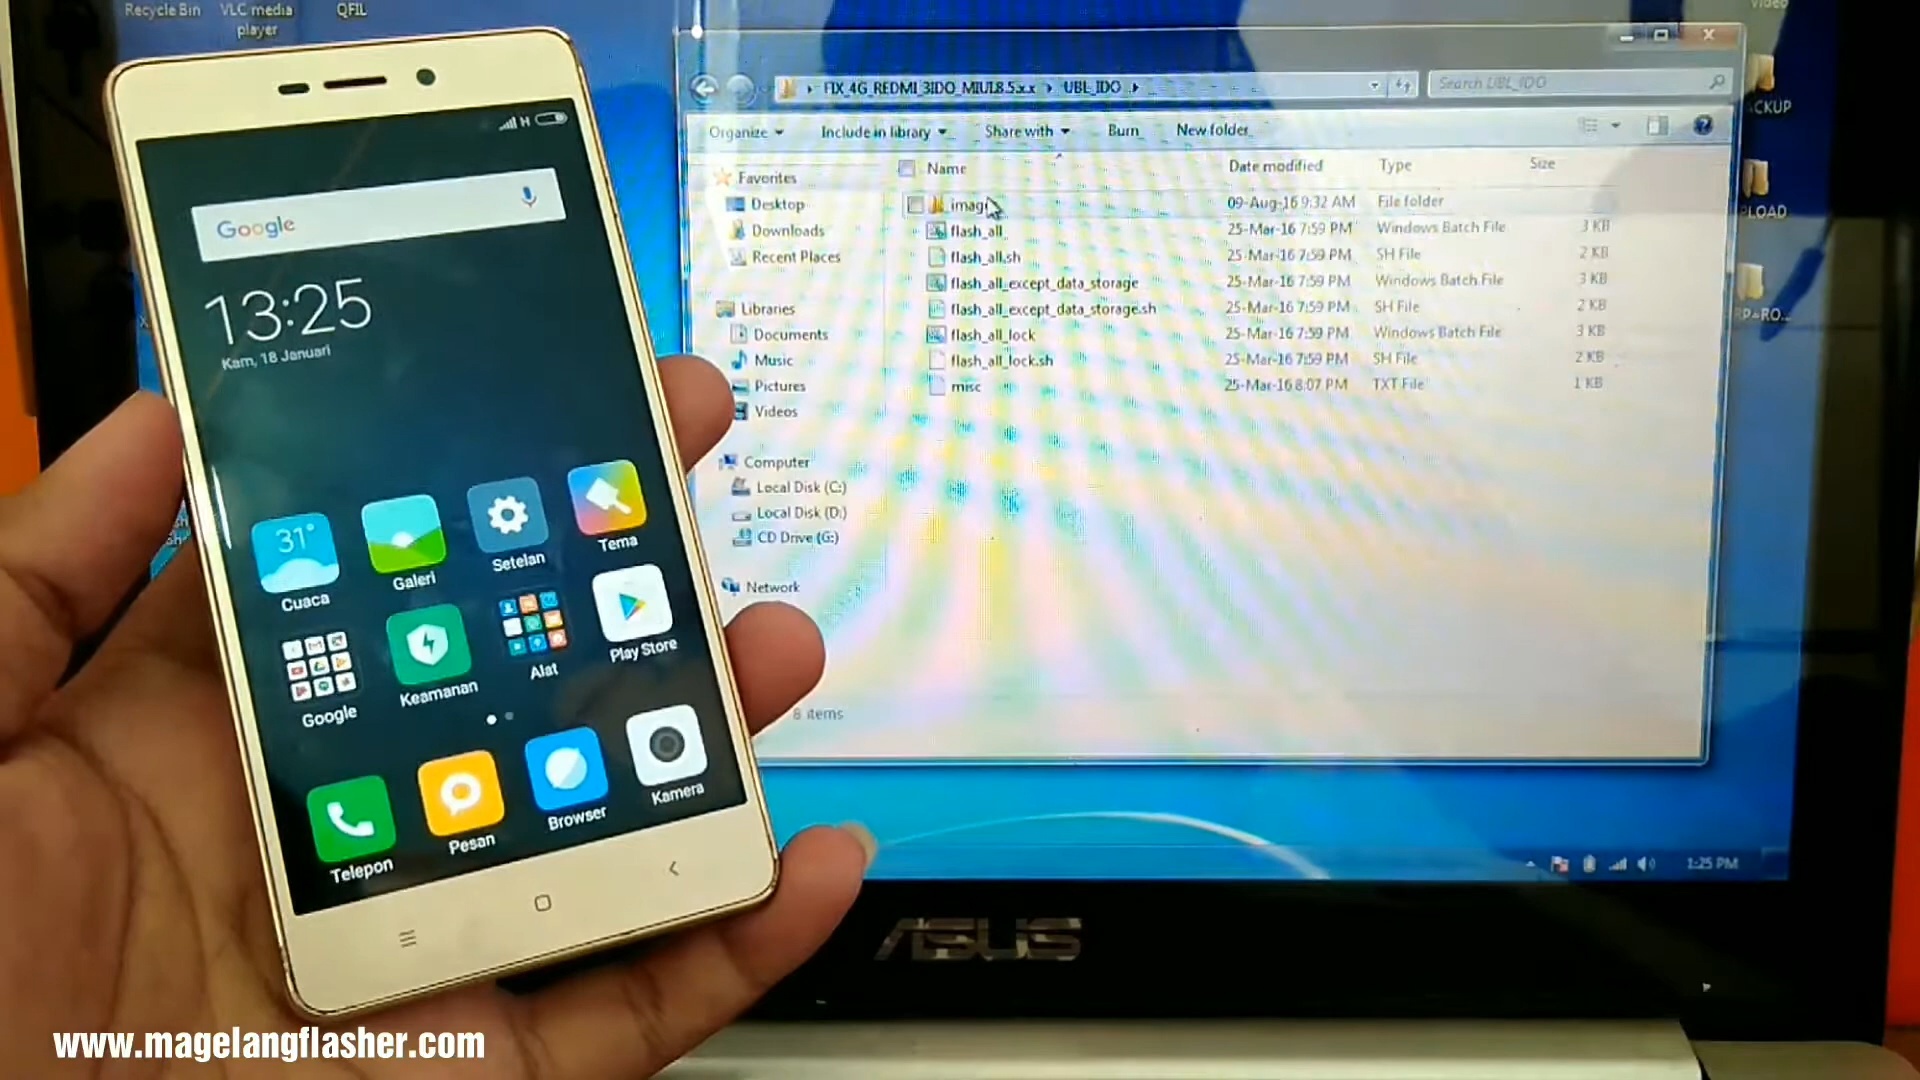 Recycle Bin
VLC media player
QFIL
Video
FIX_4G_REDMI_3IDO_MIUI.8.5.x.x
UBL_IDO
Search UBL_IDO
Organize
Include in library
Share with
Burn
New folder
Name
Date modified
Type
Size
Favorites
Desktop
Downloads
Recent Places
Libraries
Documents
Music
Pictures
Videos
Computer
Local Disk (C:)
Local Disk (D:)
CD Drive (G:)
Network
image 09-Aug-16 9:32 AM File folder
flash_all 25-Mar-16 7:59 PM Windows Batch File 3 KB
flash_all.sh 25-Mar-16 7:59 PM SH File 2 KB
flash_all_except_data_storage 25-Mar-16 7:59 PM Windows Batch File 3 KB
flash_all_except_data_storage.sh 25-Mar-16 7:59 PM SH File 2 KB
flash_all_lock 25-Mar-16 7:59 PM Windows Batch File 3 KB
flash_all_lock.sh 25-Mar-16 7:59 PM SH File 2 KB
misc 25-Mar-16 8:07 PM TXT File 1 KB
8 items
1:25 PM
ASUS
H
Google
13:25
Kam, 18 Januari
31°
Cuaca
Galeri
Setelan
Tema
Google
Keamanan
Alat
Play Store
Telepon
Pesan
Browser
Kamera
www.magelangflasher.com